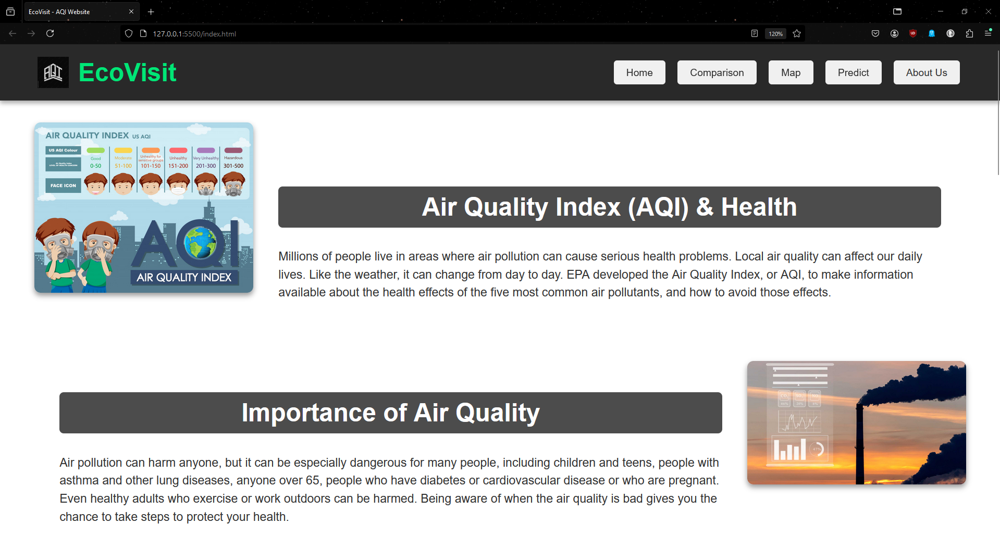 EcoVisit - AQI Website
127.0.0.1:5500/index.html
120%
AQI
EcoVisit
Home
Comparison
Map
Predict
About Us
AIR QUALITY INDEX US AQI
US AQI Colour
Good
Moderate
Unhealthy for
sensitive groups
Unhealthy
Very Unhealthy
Hazardous
Air Quality Index
LEVEL OF HEALTH CONCERN
0-50
51-100
101-150
151-200
201-300
301-500
FACE ICON
AQI
AIR QUALITY INDEX
Air Quality Index (AQI) & Health
Millions of people live in areas where air pollution can cause serious health problems. Local air quality can affect our daily
lives. Like the weather, it can change from day to day. EPA developed the Air Quality Index, or AQI, to make information
available about the health effects of the five most common air pollutants, and how to avoid those effects.
Importance of Air Quality
Air pollution can harm anyone, but it can be especially dangerous for many people, including children and teens, people with
asthma and other lung diseases, anyone over 65, people who have diabetes or cardiovascular disease or who are pregnant.
Even healthy adults who exercise or work outdoors can be harmed. Being aware of when the air quality is bad gives you the
chance to take steps to protect your health.
47%